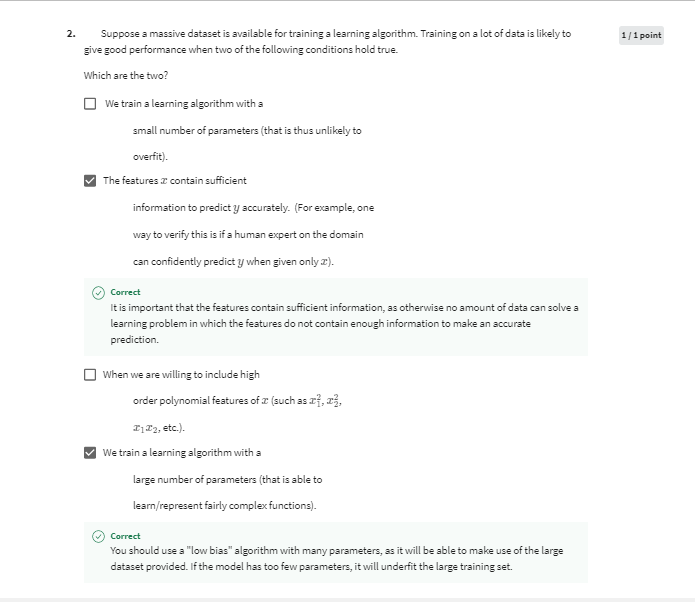 2. Suppose a massive dataset is available for training a learning algorithm. Training on a lot of data is likely to
1 / 1 point
give good performance when two of the following conditions hold true.
Which are the two?
We train a learning algorithm with a
small number of parameters (that is thus unlikely to
overfit).
The features x contain sufficient
information to predict y accurately. (For example, one
way to verify this is if a human expert on the domain
can confidently predict y when given only x).
Correct
It is important that the features contain sufficient information, as otherwise no amount of data can solve a
learning problem in which the features do not contain enough information to make an accurate
prediction.
When we are willing to include high
order polynomial features of x (such as x₁², x₂²,
x₁x₂, etc.).
We train a learning algorithm with a
large number of parameters (that is able to
learn/represent fairly complex functions).
Correct
You should use a "low bias" algorithm with many parameters, as it will be able to make use of the large
dataset provided. If the model has too few parameters, it will underfit the large training set.